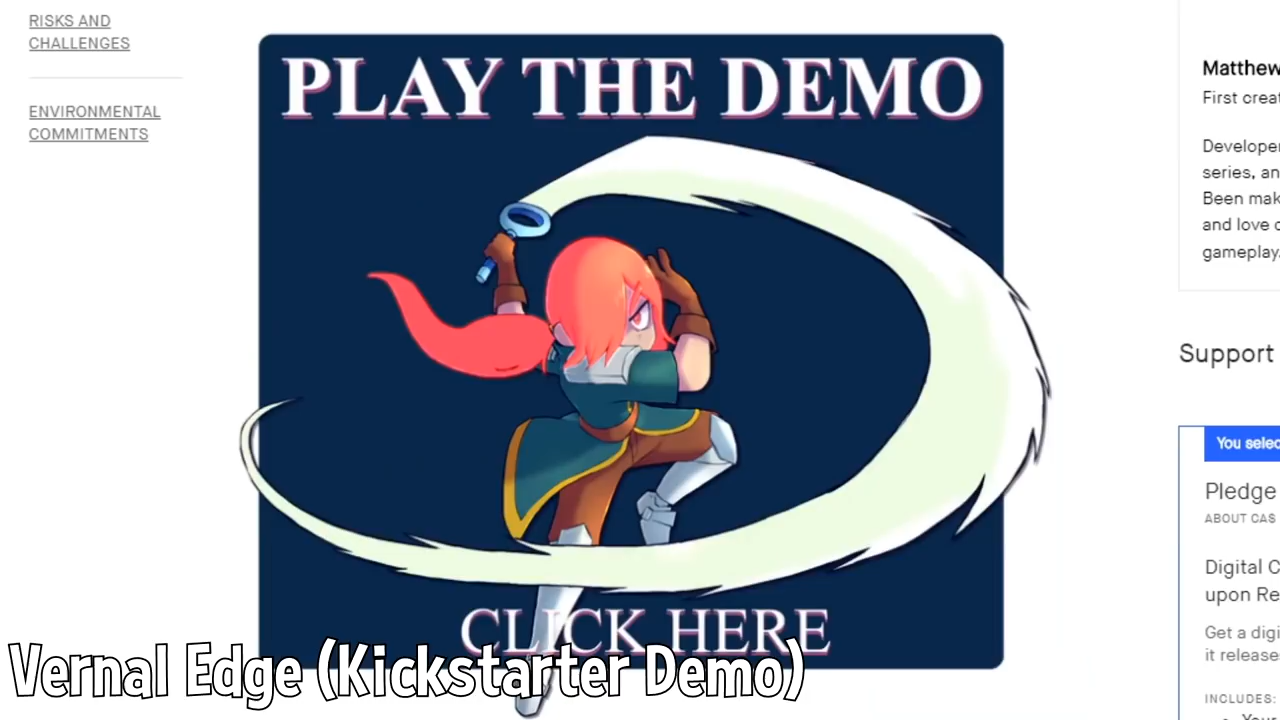 RISKS AND
CHALLENGES
ENVIRONMENTAL
COMMITMENTS
PLAY THE DEMO
CLICK HERE
Vernal Edge (Kickstarter Demo)
Matthew
First creat
Developer
series, an
Been mak
and love
gameplay.
Support
You selec
Pledge
ABOUT CA$
Digital C
upon Re
Get a digi
it release
INCLUDES: